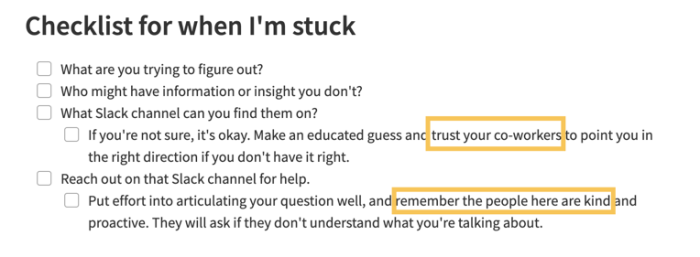 Checklist for when I'm stuck
What are you trying to figure out?
Who might have information or insight you don't?
What Slack channel can you find them on?
If you're not sure, it's okay. Make an educated guess and trust your co-workers to point you in
the right direction if you don't have it right.
Reach out on that Slack channel for help.
Put effort into articulating your question well, and remember the people here are kind and
proactive. They will ask if they don't understand what you're talking about.